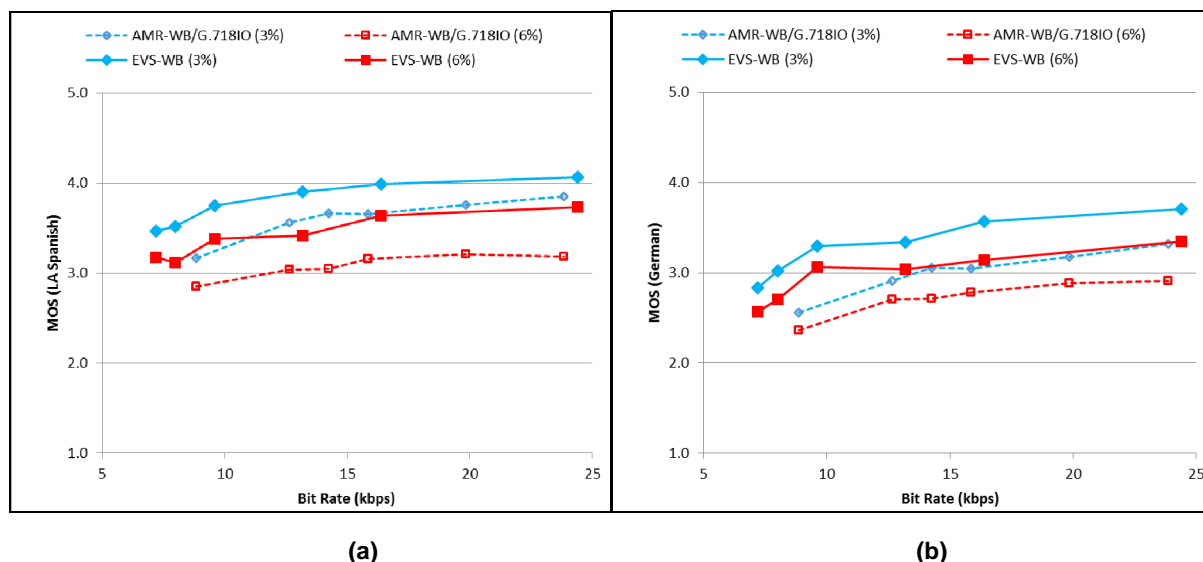 AMR-WB/G.718IO (3%) AMR-WB/G.718IO (6%)
EVS-WB (3%) EVS-WB (6%)
5.0
4.0
3.0
2.0
1.0
MOS (LA Spanish)
5 10 15 20 25
Bit Rate (kbps)
(a)
AMR-WB/G.718IO (3%) AMR-WB/G.718IO (6%)
EVS-WB (3%) EVS-WB (6%)
5.0
4.0
3.0
2.0
1.0
MOS (German)
5 10 15 20 25
Bit Rate (kbps)
(b)